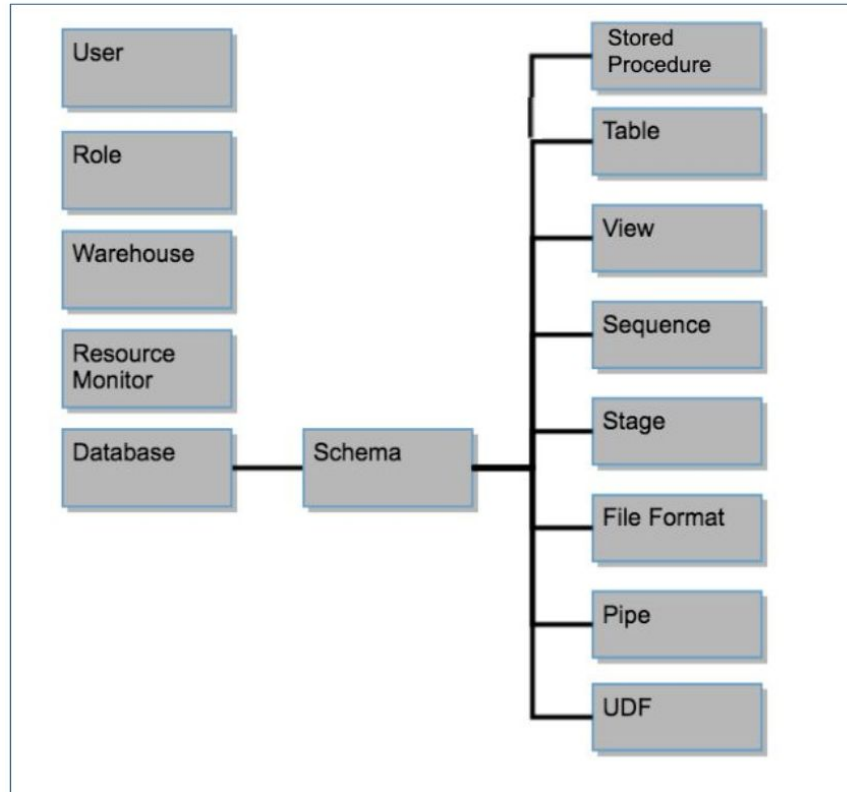 User
Role
Warehouse
Resource
Monitor
Database
Schema
Stored
Procedure
Table
View
Sequence
Stage
File Format
Pipe
UDF